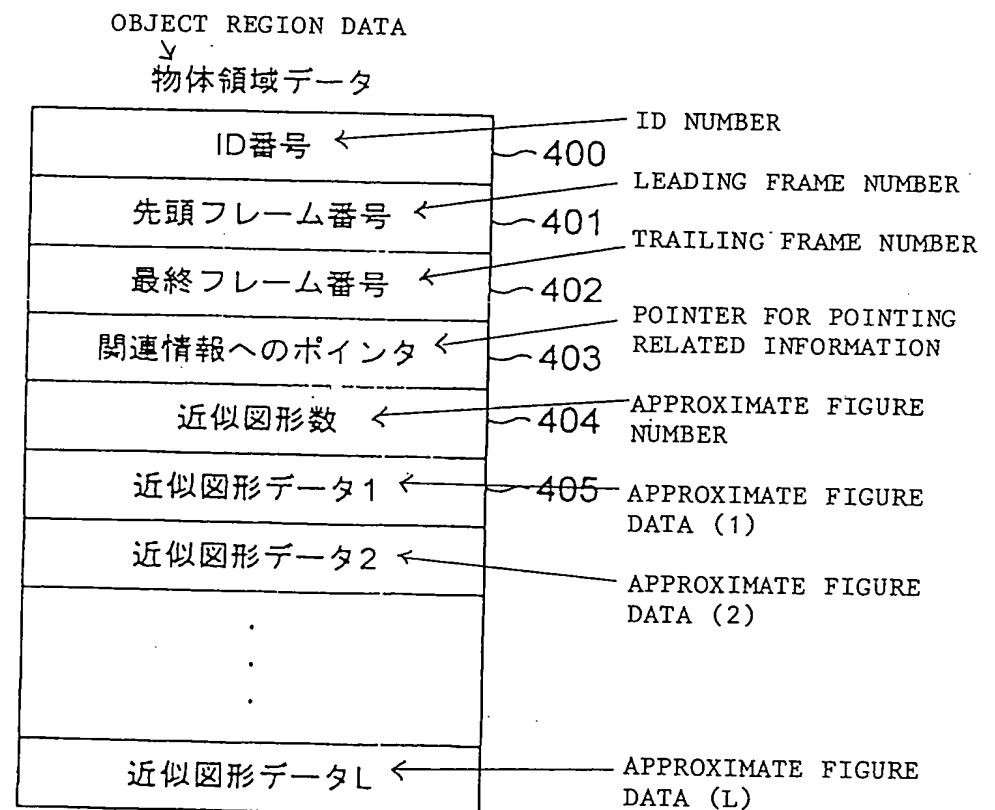 OBJECT REGION DATA
物体領域データ
ID番号
400
ID NUMBER
先頭フレーム番号
401
LEADING FRAME NUMBER
最終フレーム番号
402
TRAILING FRAME NUMBER
関連情報へのポインタ
403
POINTER FOR POINTING
RELATED INFORMATION
近似図形数
404
APPROXIMATE FIGURE
NUMBER
近似図形データ1
405
APPROXIMATE FIGURE
DATA (1)
近似図形データ2
APPROXIMATE FIGURE
DATA (2)
近似図形データL
APPROXIMATE FIGURE
DATA (L)